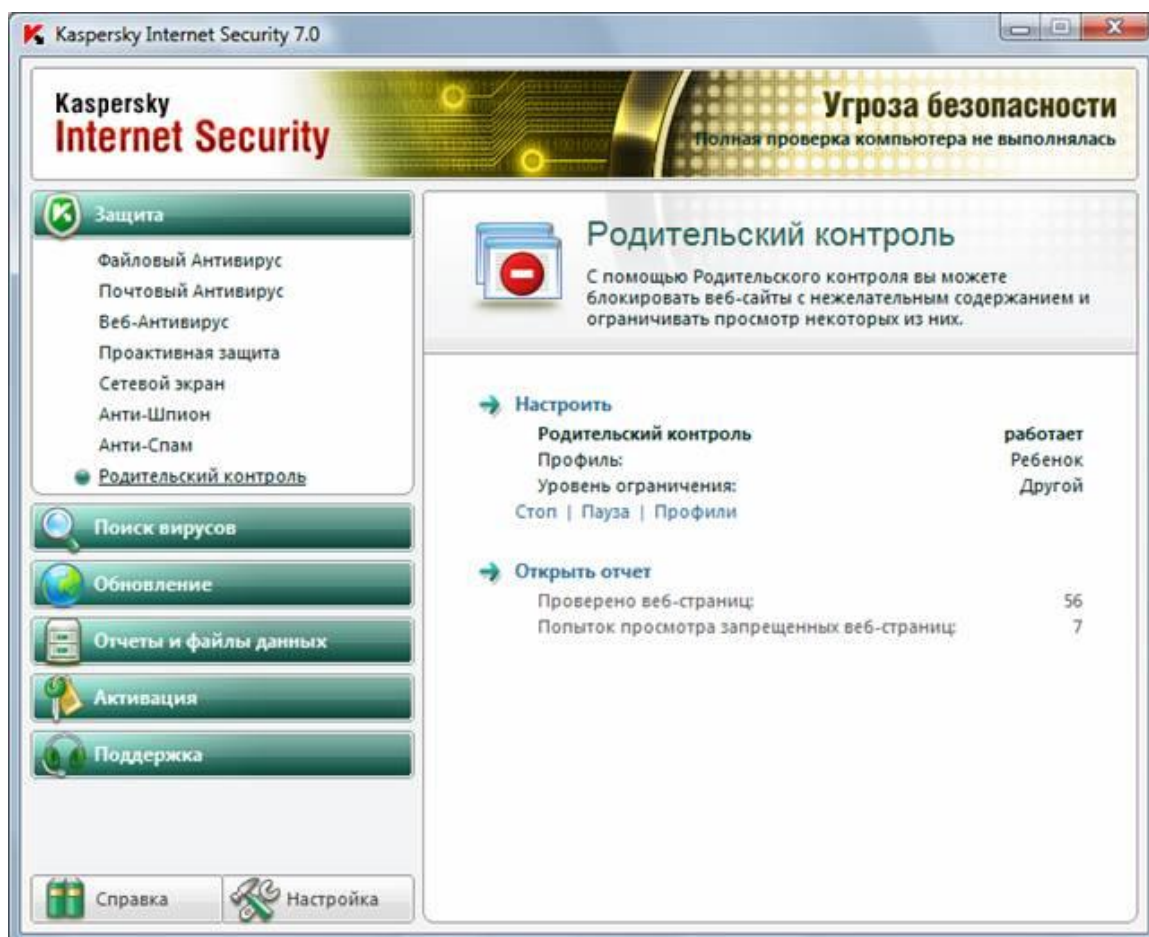 Kaspersky Internet Security 7.0
Kaspersky
Internet Security
Угроза безопасности
Полная проверка компьютера не выполнялась
Защита
Файловый Антивирус
Почтовый Антивирус
Веб-Антивирус
Проактивная защита
Сетевой экран
Анти-Шпион
Анти-Спам
Родительский контроль
Поиск вирусов
Обновление
Отчеты и файлы данных
Активация
Поддержка
Справка
Настройка
Родительский контроль
С помощью Родительского контроля вы можете
блокировать веб-сайты с нежелательным содержанием и
ограничивать просмотр некоторых из них.
Настроить
Родительский контроль работает
Профиль: Ребенок
Уровень ограничения: Другой
Стоп | Пауза | Профили
Открыть отчет
Проверено веб-страниц: 56
Попыток просмотра запрещенных веб-страниц: 7